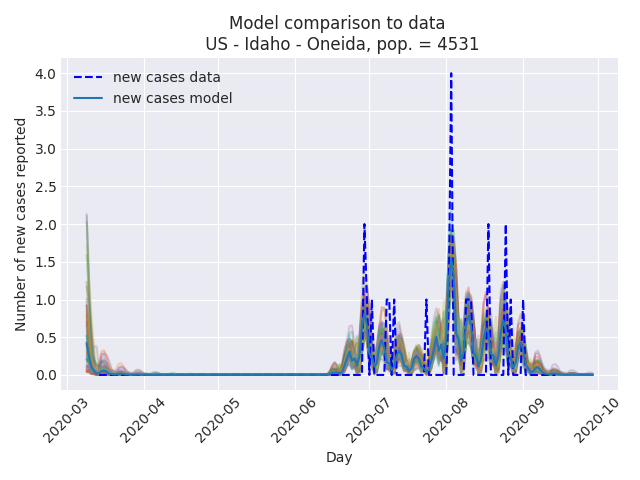 Model comparison to data
US - Idaho - Oneida, pop. = 4531
new cases data
new cases model
Number of new cases reported
4.0
3.5
3.0
2.5
2.0
1.5
1.0
0.5
0.0
2020-03
2020-04
2020-05
2020-06
2020-07
2020-08
2020-09
2020-10
Day